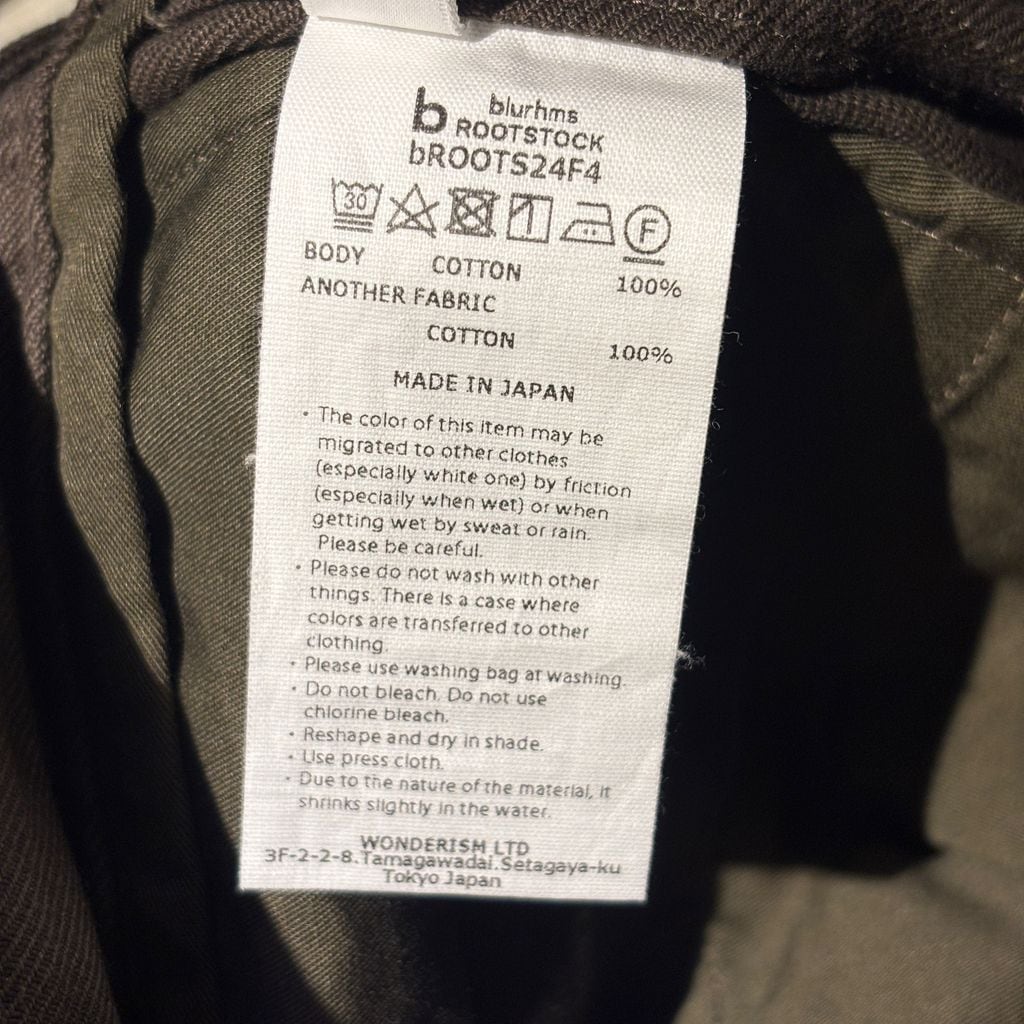 b blurhms
ROOTSTOCK
bROOTS24F4
30 F
BODY COTTON 100%
ANOTHER FABRIC
COTTON 100%
MADE IN JAPAN
・The color of this item may be
migrated to other clothes
(especially white one) by friction
(especially when wet) or when
getting wet by sweat or rain.
Please be careful.
・Please do not wash with other
things. There is a case where
colors are transferred to other
clothing.
・Please use washing bag at washing.
・Do not bleach. Do not use
chlorine bleach.
・Reshape and dry in shade.
・Use press cloth.
・Due to the nature of the material, it
shrinks slightly in the water.
WONDERISM LTD
3F-2-2-8.Tamagawadai.Setagaya-ku
Tokyo Japan